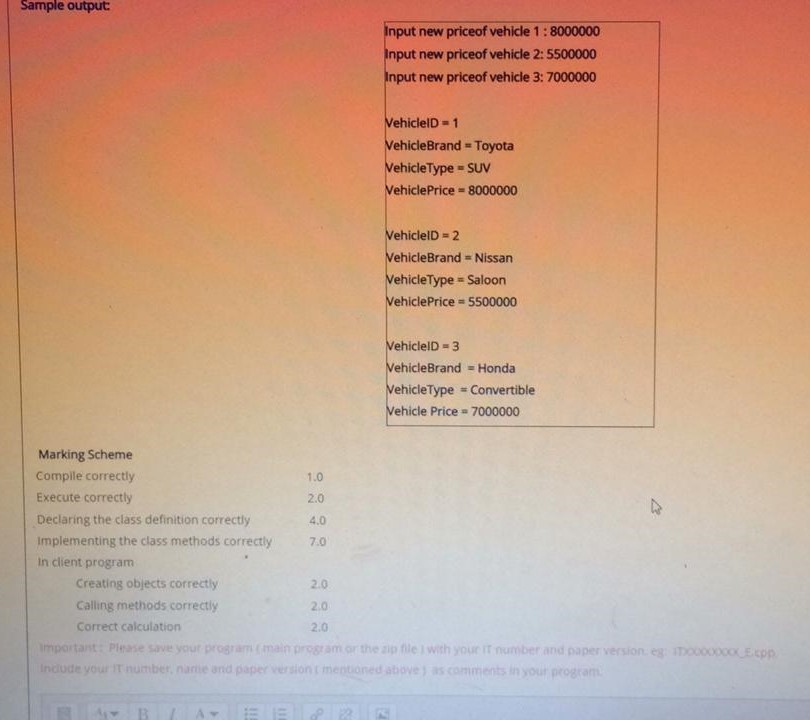 Sample output:
Input new priceof vehicle 1 : 8000000
Input new priceof vehicle 2: 5500000
Input new priceof vehicle 3: 7000000
VehicleID = 1
VehicleBrand = Toyota
VehicleType = SUV
VehiclePrice = 8000000
VehicleID = 2
VehicleBrand = Nissan
VehicleType = Saloon
VehiclePrice = 5500000
VehicleID = 3
VehicleBrand = Honda
VehicleType = Convertible
Vehicle Price = 7000000
Marking Scheme
Compile correctly 1.0
Execute correctly 2.0
Declaring the class definition correctly 4.0
Implementing the class methods correctly 7.0
In client program
Creating objects correctly 2.0
Calling methods correctly 2.0
Correct calculation 2.0
Important : Please save your program ( main program or the zip file ) with your IT number and paper version. eg:
Include your IT number, name and paper version ( mentioned above ) as comments in your program.
B I A